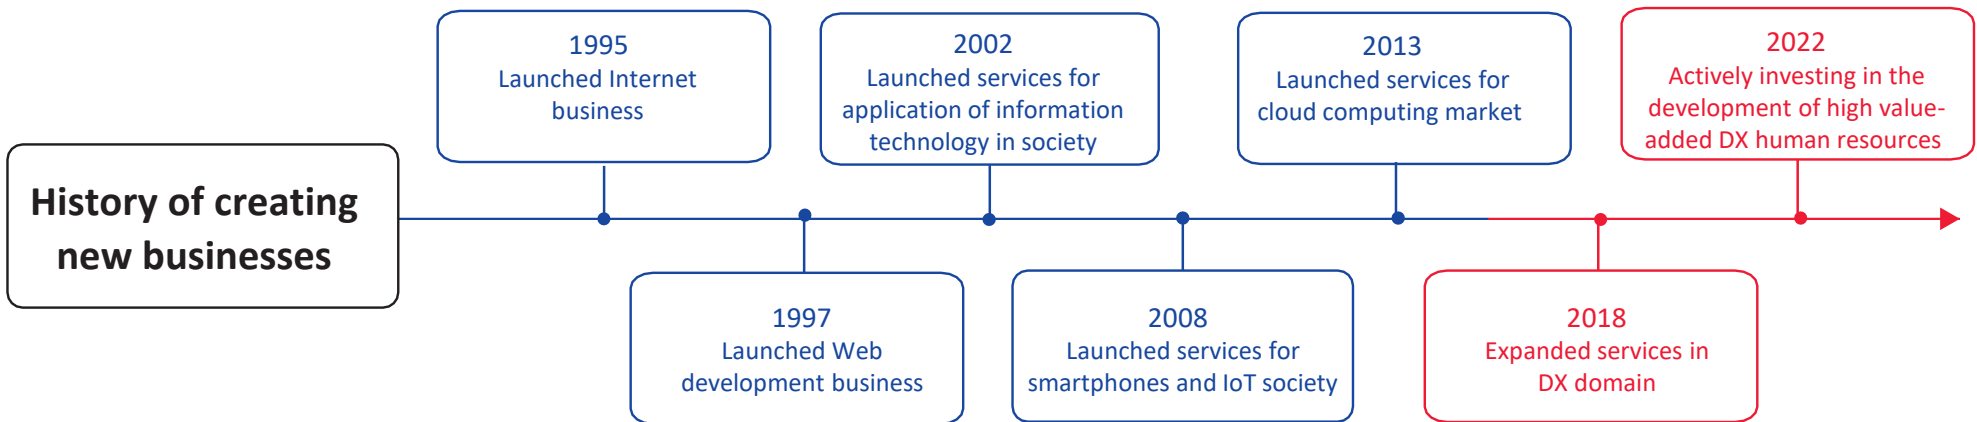 History of creating
new businesses
1995
Launched Internet
business
1997
Launched Web
development business
2002
Launched services for
application of information
technology in society
2008
Launched services for
smartphones and IoT society
2013
Launched services for
cloud computing market
2018
Expanded services in
DX domain
2022
Actively investing in the
development of high value-
added DX human resources